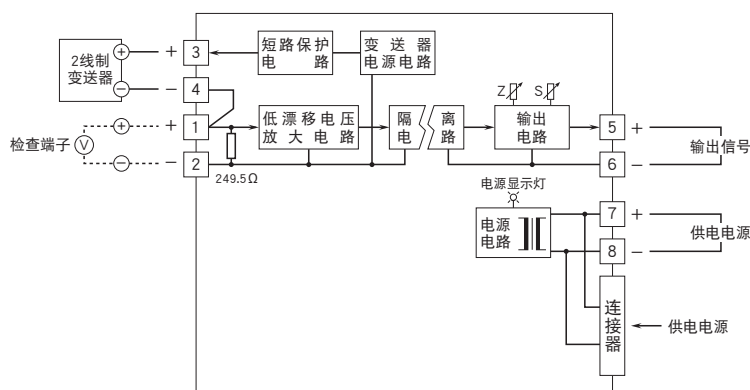 2线制
变送器
+
−
+
−
3
4
短路保护
电 路
变送器
电源电路
检查端子
V
+
−
+
−
1
2
249.5Ω
低漂移电压
放大电路
隔 离
电 路
Z
S
输出
电路
5
6
+
−
输出信号
电源显示灯
电源
电路
7
8
+
−
供电电源
连
接
器
供电电源